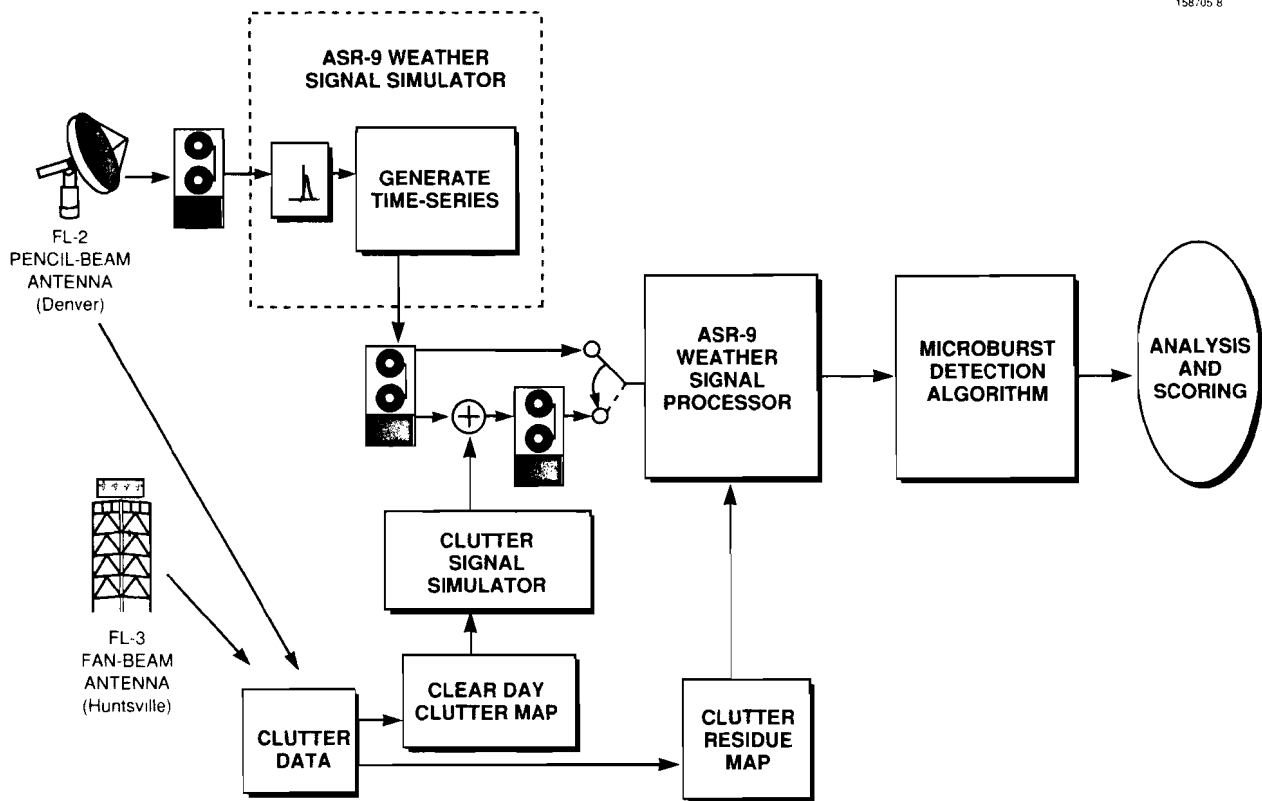 158705 8
ASR-9 WEATHER
SIGNAL SIMULATOR
GENERATE
TIME-SERIES
FL-2
PENCIL-BEAM
ANTENNA
(Denver)
ASR-9
WEATHER
SIGNAL
PROCESSOR
MICROBURST
DETECTION
ALGORITHM
ANALYSIS
AND
SCORING
CLUTTER
SIGNAL
SIMULATOR
FL-3
FAN-BEAM
ANTENNA
(Huntsville)
CLUTTER
DATA
CLEAR DAY
CLUTTER MAP
CLUTTER
RESIDUE
MAP